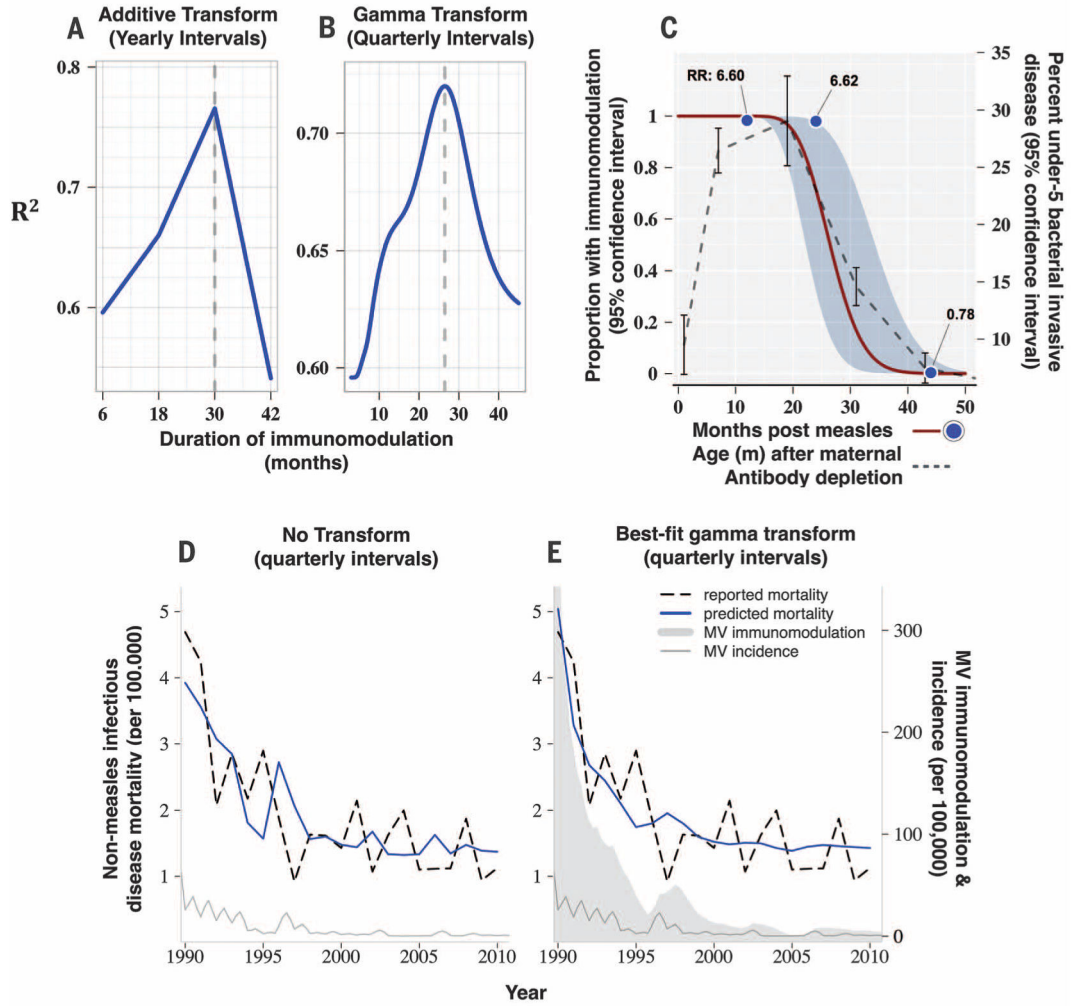 A
Additive Transform
(Yearly Intervals)
B
Gamma Transform
(Quarterly Intervals)
C
R²
0.8
0.7
0.6
6 18 30 42
0.70
0.65
0.60
10 20 30 40
Duration of immunomodulation
(months)
Proportion with immunomodulation
(95% confidence interval)
1
0.8
0.6
0.4
0.2
0
RR: 6.60
6.62
0.78
35
30
25
20
15
10
Percent under-5 bacterial invasive
disease (95% confidence interval)
0 10 20 30 40 50
Months post measles
Age (m) after maternal
Antibody depletion
D
No Transform
(quarterly intervals)
E
Best-fit gamma transform
(quarterly intervals)
Non-measles infectious
disease mortality (per 100.000)
5
4
3
2
1
1990 1995 2000 2005 2010
5
4
3
2
1
reported mortality
predicted mortality
MV immunomodulation
MV incidence
300
200
100
0
MV immunomodulation &
incidence (per 100,000)
1990 1995 2000 2005 2010
Year